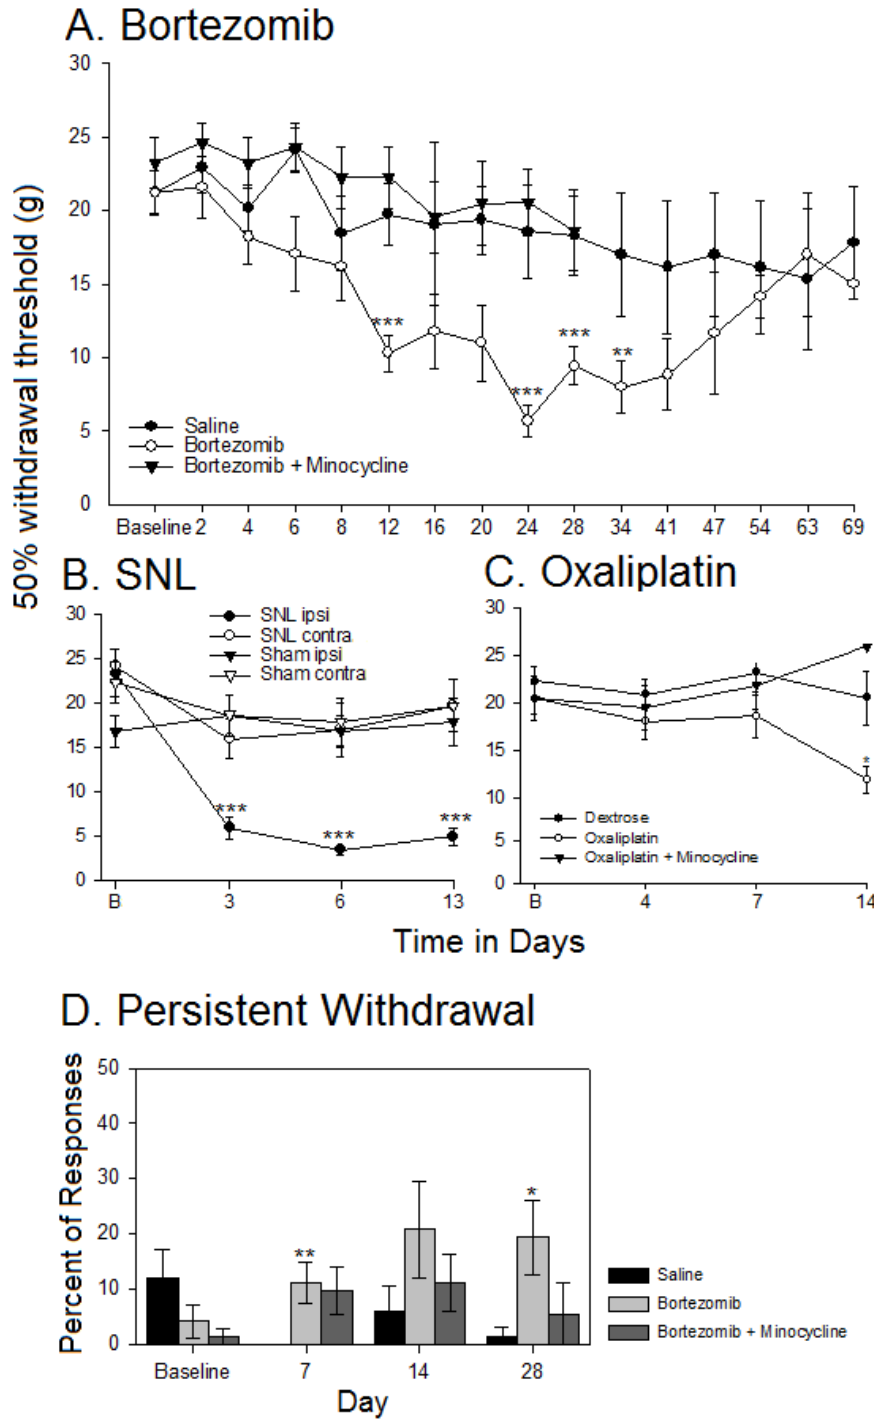 A. Bortezomib
50% withdrawal threshold (g)
30
25
20
15
10
5
0
***
***
***
**
Saline
Bortezomib
Bortezomib + Minocycline
Baseline 2 4 6 8 12 16 20 24 28 34 41 47 54 63 69
B. SNL
30
25
20
15
10
5
0
SNL ipsi
SNL contra
Sham ipsi
Sham contra
***
***
***
B 3 6 13
C. Oxaliplatin
30
25
20
15
10
5
0
*
Dextrose
Oxaliplatin
Oxaliplatin + Minocycline
B 4 7 14
Time in Days
D. Persistent Withdrawal
Percent of Responses
50
40
30
20
10
0
**
*
Baseline 7 14 28
Day
Saline
Bortezomib
Bortezomib + Minocycline